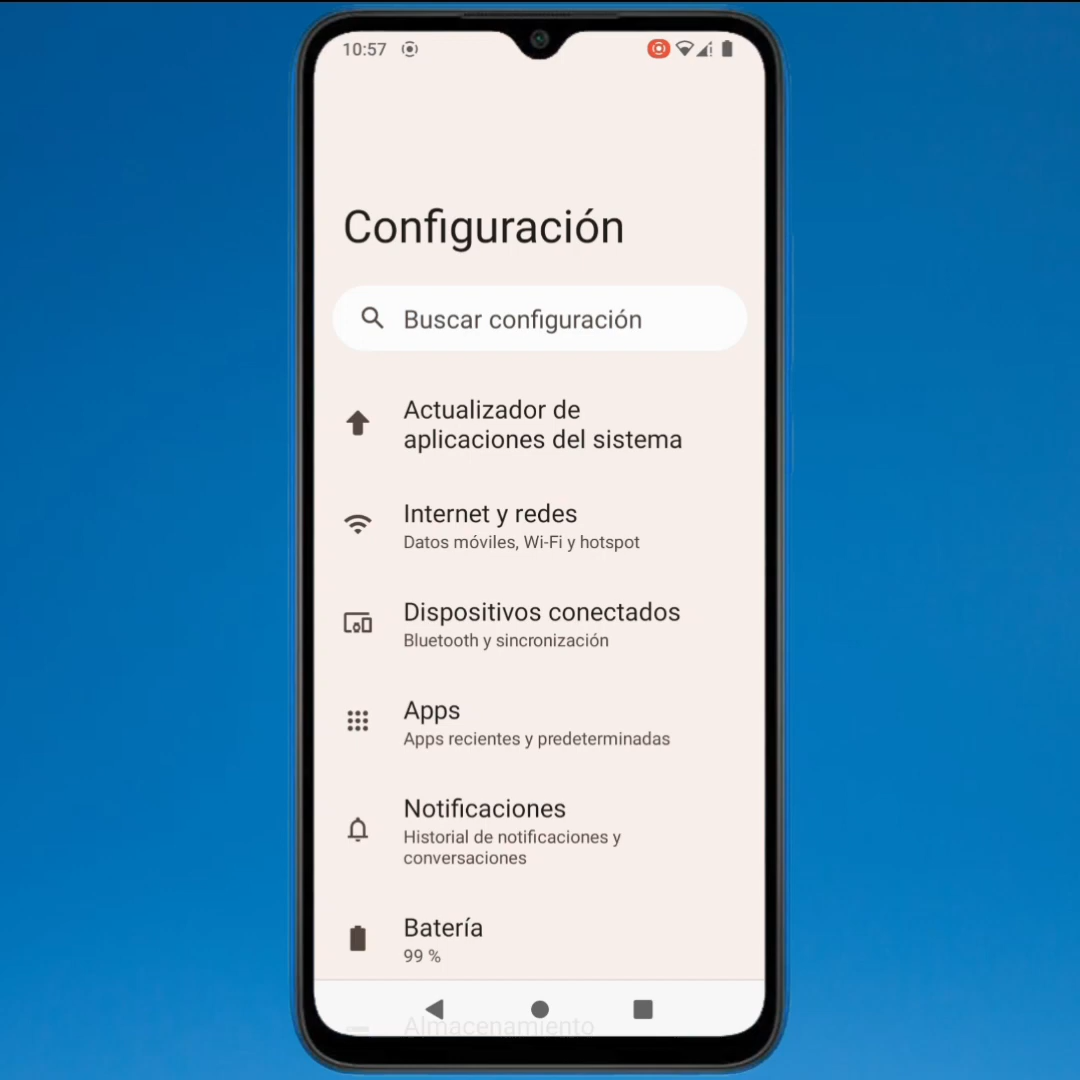 10:57
Configuración
Buscar configuración
Actualizador de
aplicaciones del sistema
Internet y redes
Datos móviles, Wi-Fi y hotspot
Dispositivos conectados
Bluetooth y sincronización
Apps
Apps recientes y predeterminadas
Notificaciones
Historial de notificaciones y
conversaciones
Batería
99 %
Almacenamiento